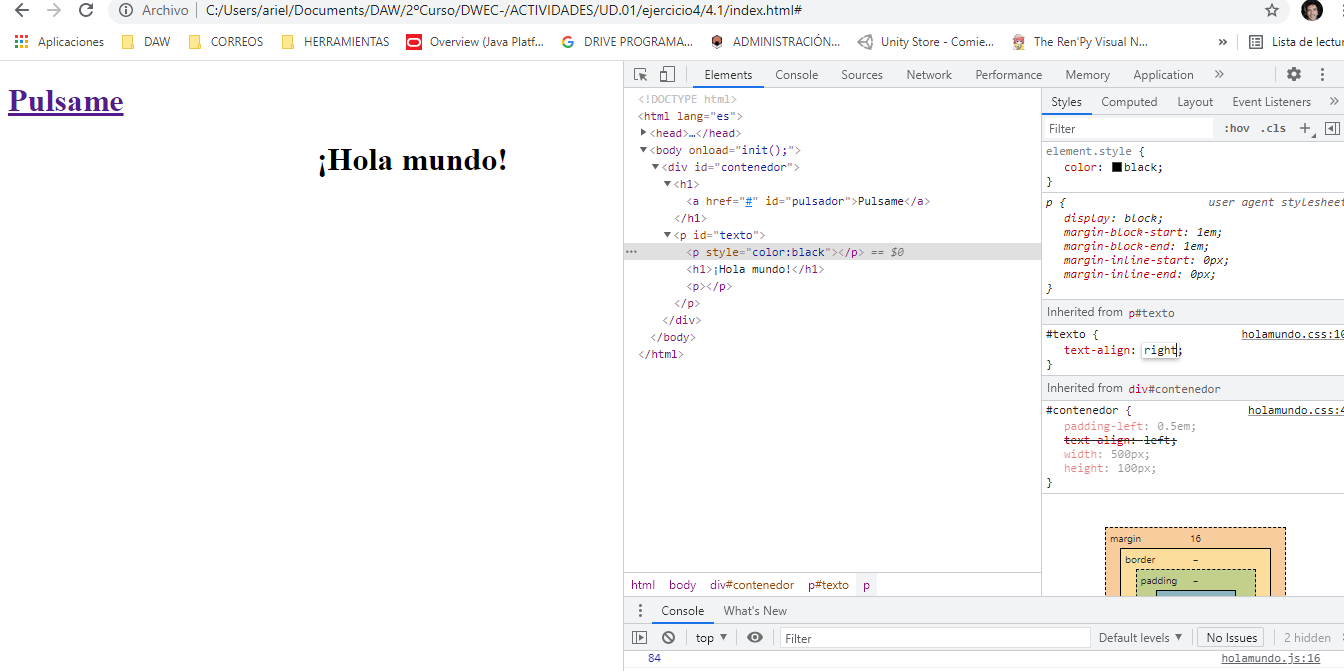 Archivo C:/Users/ariel/Documents/DAW/2ºCurso/DWEC-/ACTIVIDADES/UD.01/ejercicio4/4.1/index.html#
Aplicaciones DAW CORREOS HERRAMIENTAS Overview (Java Platf... DRIVE PROGRAMA... ADMINISTRACIÓN... Unity Store - Comie... The Ren'Py Visual N... » Lista de lectur
Pulsame
¡Hola mundo!
Elements Console Sources Network Performance Memory Application »
<!DOCTYPE html>
<html lang="es">
<head>…</head>
<body onload="init();">
<div id="contenedor">
<h1>
<a href="#" id="pulsador">Pulsame</a>
</h1>
<p id="texto">
<p style="color:black"></p> == $0
<h1>¡Hola mundo!</h1>
<p></p>
</p>
</div>
</body>
</html>
html body div#contenedor p#texto p
Styles Computed Layout Event Listeners »
Filter :hov .cls +
element.style {
color: black;
}
p { user agent stylesheet
display: block;
margin-block-start: 1em;
margin-block-end: 1em;
margin-inline-start: 0px;
margin-inline-end: 0px;
}
Inherited from p#texto
#texto { holamundo.css:10
text-align: right;
}
Inherited from div#contenedor
#contenedor { holamundo.css:4
padding-left: 0.5em;
text-align: left;
width: 500px;
height: 100px;
}
margin 16
border –
padding –
Console What's New
top Filter Default levels No Issues 2 hidden
84 holamundo.js:16